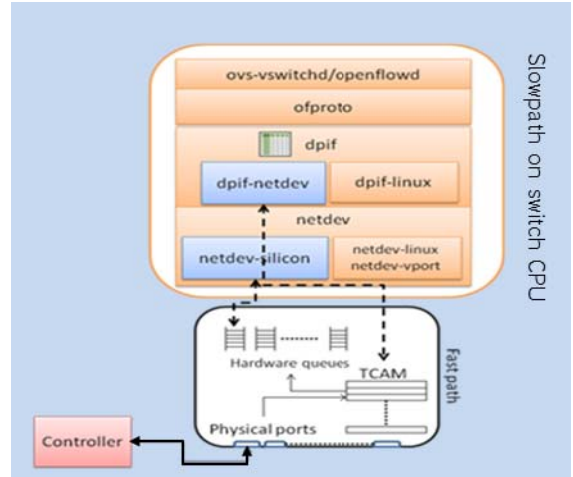 ovs-vswitchd/openflowd
ofproto
dpif
dpif-netdev
dpif-linux
netdev
netdev-silicon
netdev-linux
netdev-vport
Slowpath on switch CPU
Hardware queues
TCAM
Fast path
Physical ports
Controller